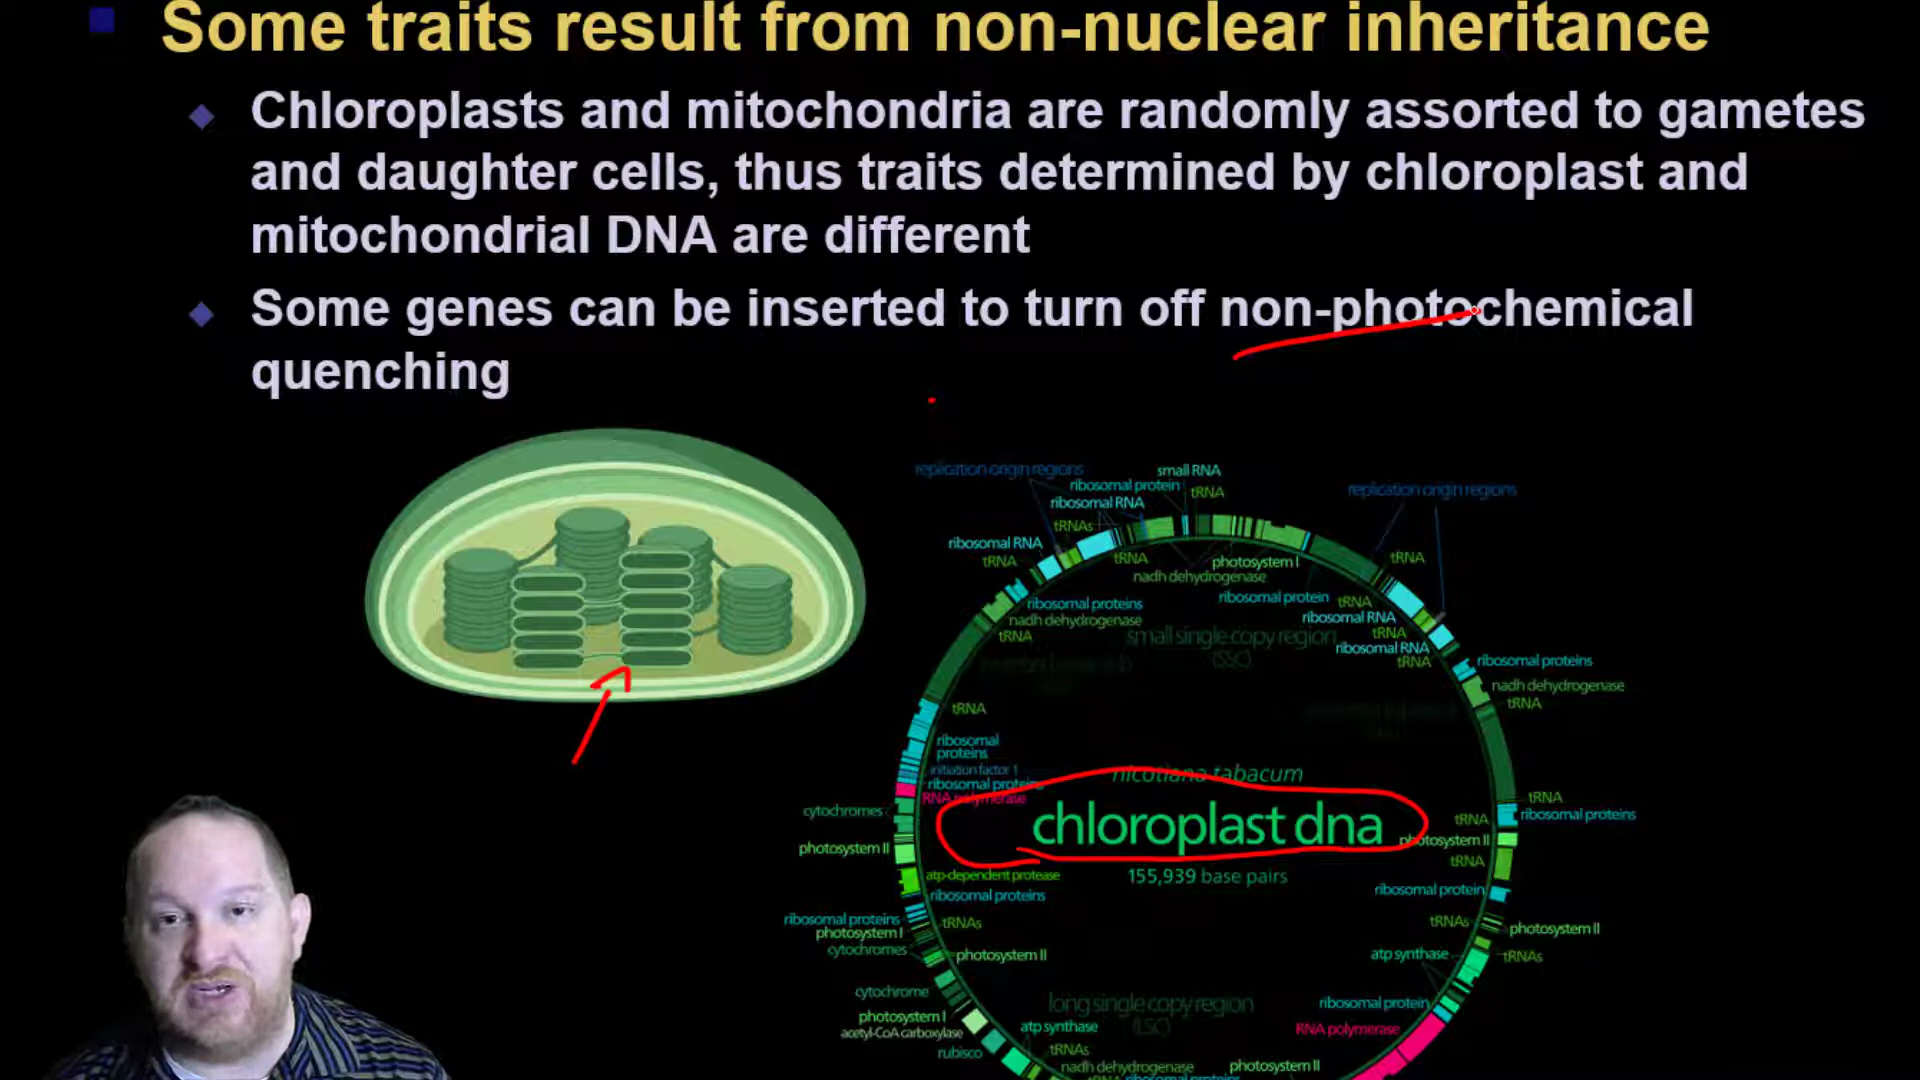 Some traits result from non-nuclear inheritance
Chloroplasts and mitochondria are randomly assorted to gametes
and daughter cells, thus traits determined by chloroplast and
mitochondrial DNA are different
Some genes can be inserted to turn off non-photochemical
quenching
replication origin regions
small RNA
ribosomal protein
tRNA
ribosomal RNA
replication origin regions
tRNAs
ribosomal RNA
tRNA
tRNA
photosystem I
nadh dehydrogenase
tRNA
ribosomal proteins
nadh dehydrogenase
tRNA
ribosomal protein
tRNA
ribosomal RNA
tRNA
ribosomal RNA
tRNA
small single copy region
(SSC)
ribosomal proteins
nadh dehydrogenase
tRNA
tRNA
ribosomal
proteins
initiation factor 1
ribosomal proteins
RNA polymerase
cytochromes
photosystem II
nicotiana tabacum
chloroplast dna
155,939 base pairs
tRNA
ribosomal proteins
tRNA
photosystem II
tRNA
atp-dependent protease
ribosomal proteins
ribosomal proteins
tRNAs
photosystem I
cytochromes
photosystem II
ribosomal protein
tRNAs
photosystem II
atp synthase
tRNAs
cytochrome
photosystem I
acetyl-CoA carboxylase
rubisco
long single copy region
(LSC)
atp synthase
tRNAs
nadh dehydrogenase
tRNAs
ribosomal proteins
ribosomal protein
RNA polymerase
photosystem II